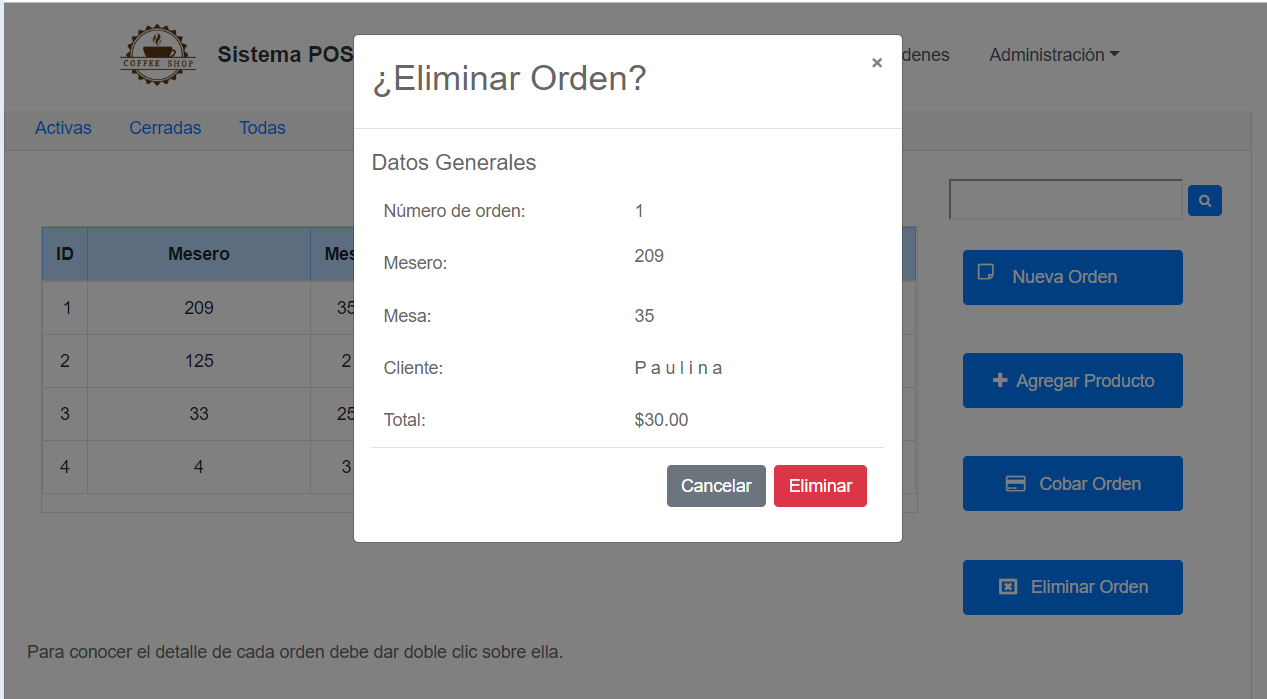 COFFEE SHOP
Sistema POS
denes
Administración
Activas
Cerradas
Todas
¿Eliminar Orden?
×
Datos Generales
Número de orden: 1
Mesero: 209
Mesa: 35
Cliente: P a u l i n a
Total: $30.00
Cancelar Eliminar
ID Mesero Mes
1 209 35
2 125 2
3 33 25
4 4 3
Nueva Orden
Agregar Producto
Cobar Orden
Eliminar Orden
Para conocer el detalle de cada orden debe dar doble clic sobre ella.